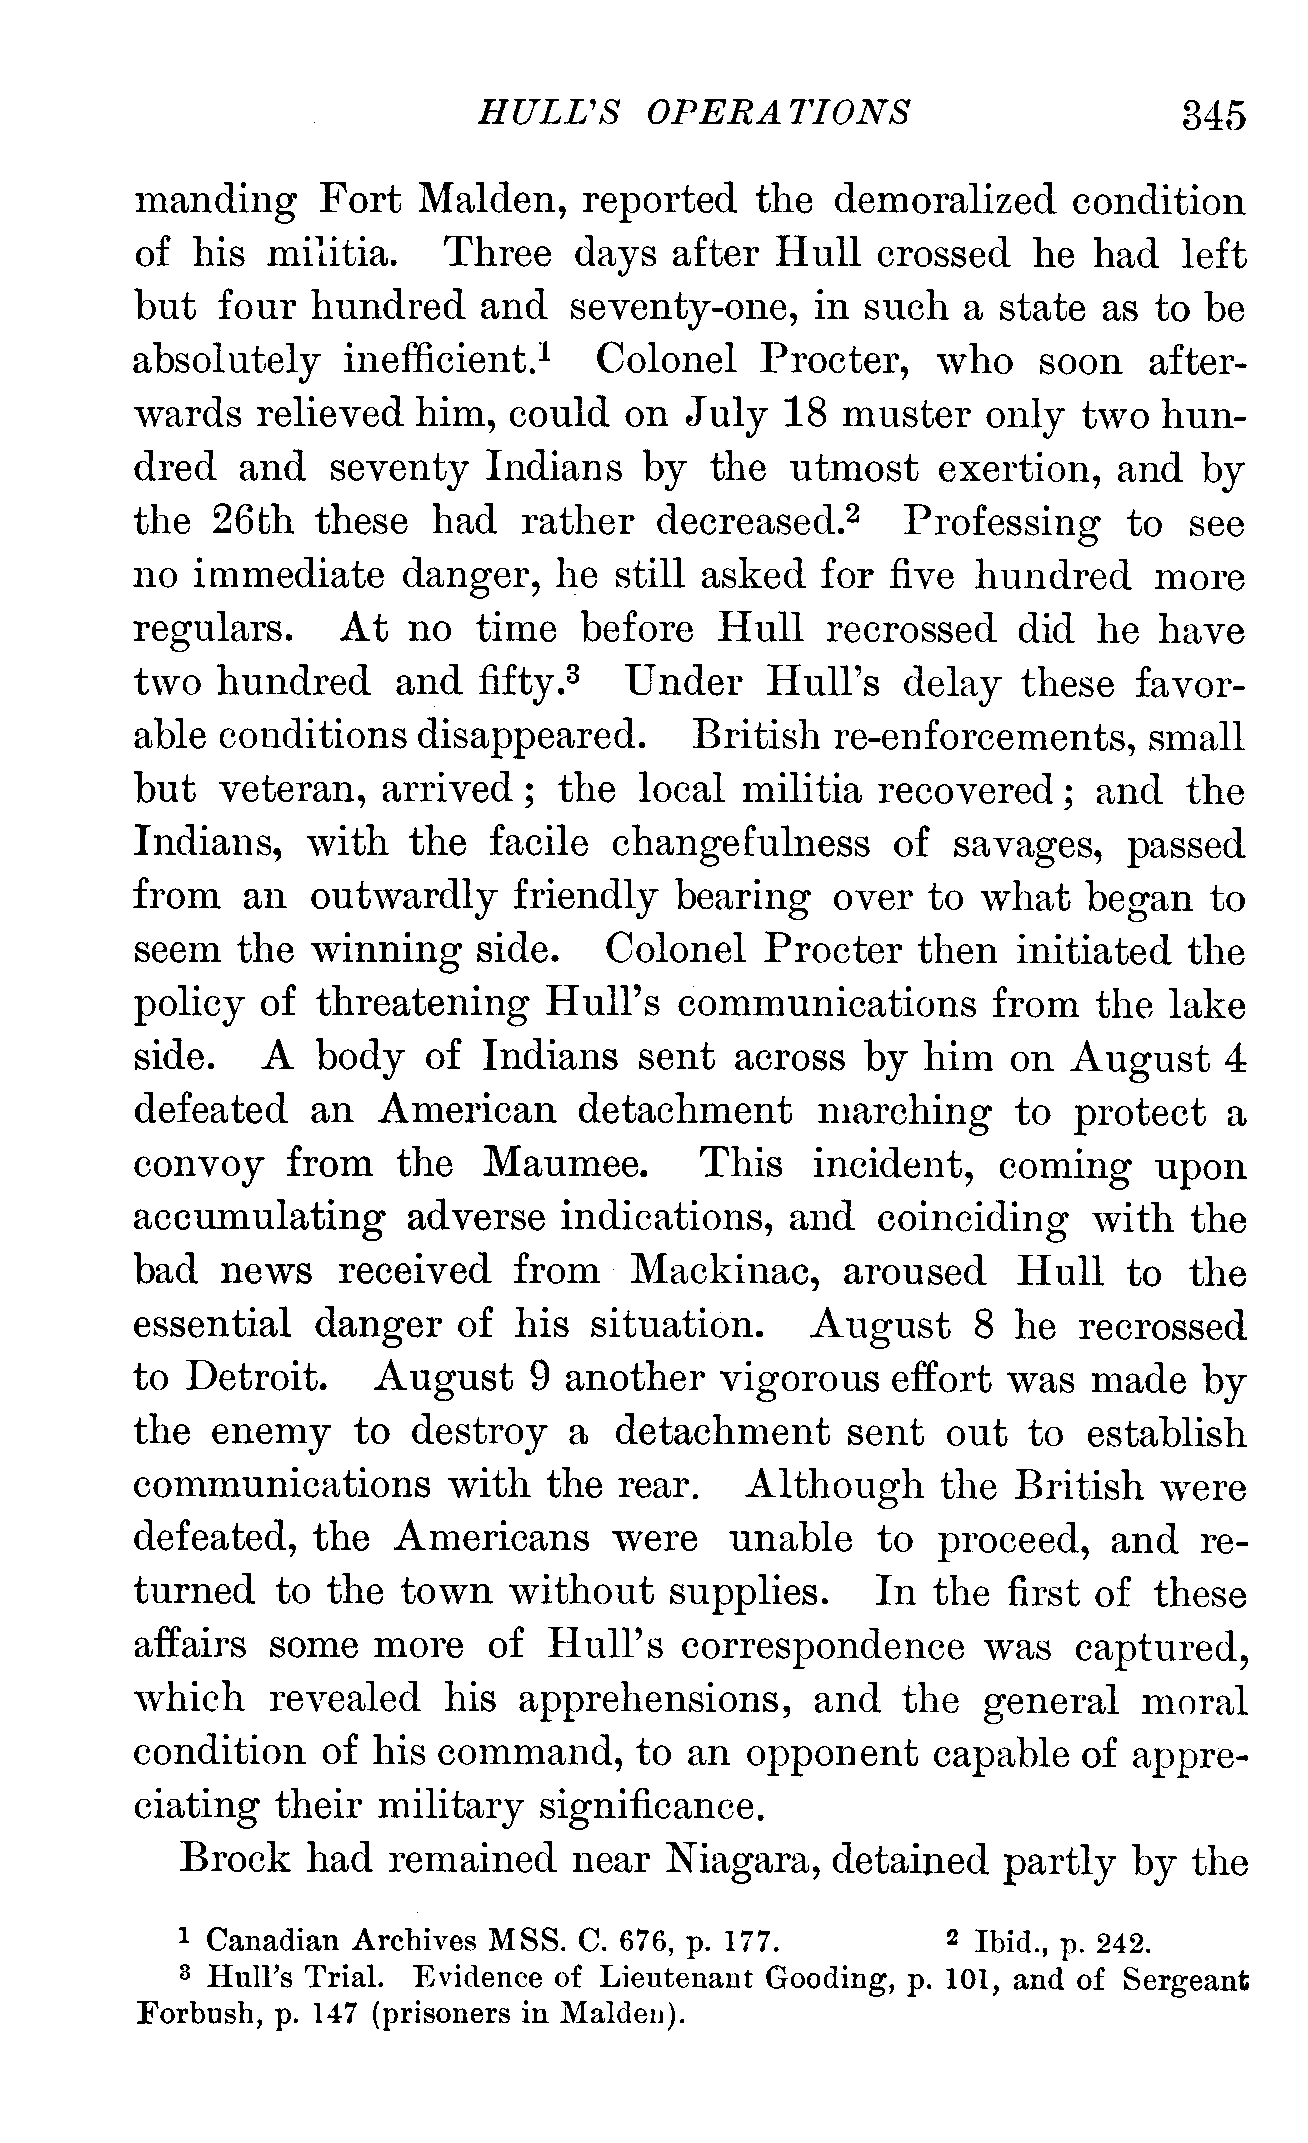 HULL'S OPERATIONS 345
manding Fort Malden, reported the demoralized condition
of his militia. Three days after Hull crossed he had left
but four hundred and seventy-one, in such a state as to be
absolutely inefficient.¹ Colonel Procter, who soon after-
wards relieved him, could on July 18 muster only two hun-
dred and seventy Indians by the utmost exertion, and by
the 26th these had rather decreased.² Professing to see
no immediate danger, he still asked for five hundred more
regulars. At no time before Hull recrossed did he have
two hundred and fifty.³ Under Hull's delay these favor-
able conditions disappeared. British re-enforcements, small
but veteran, arrived; the local militia recovered; and the
Indians, with the facile changefulness of savages, passed
from an outwardly friendly bearing over to what began to
seem the winning side. Colonel Procter then initiated the
policy of threatening Hull's communications from the lake
side. A body of Indians sent across by him on August 4
defeated an American detachment marching to protect a
convoy from the Maumee. This incident, coming upon
accumulating adverse indications, and coinciding with the
bad news received from Mackinac, aroused Hull to the
essential danger of his situation. August 8 he recrossed
to Detroit. August 9 another vigorous effort was made by
the enemy to destroy a detachment sent out to establish
communications with the rear. Although the British were
defeated, the Americans were unable to proceed, and re-
turned to the town without supplies. In the first of these
affairs some more of Hull's correspondence was captured,
which revealed his apprehensions, and the general moral
condition of his command, to an opponent capable of appre-
ciating their military significance.
Brock had remained near Niagara, detained partly by the
¹ Canadian Archives MSS. C. 676, p. 177. ² Ibid., p. 242.
³ Hull's Trial. Evidence of Lieutenant Gooding, p. 101, and of Sergeant
Forbush, p. 147 (prisoners in Malden).